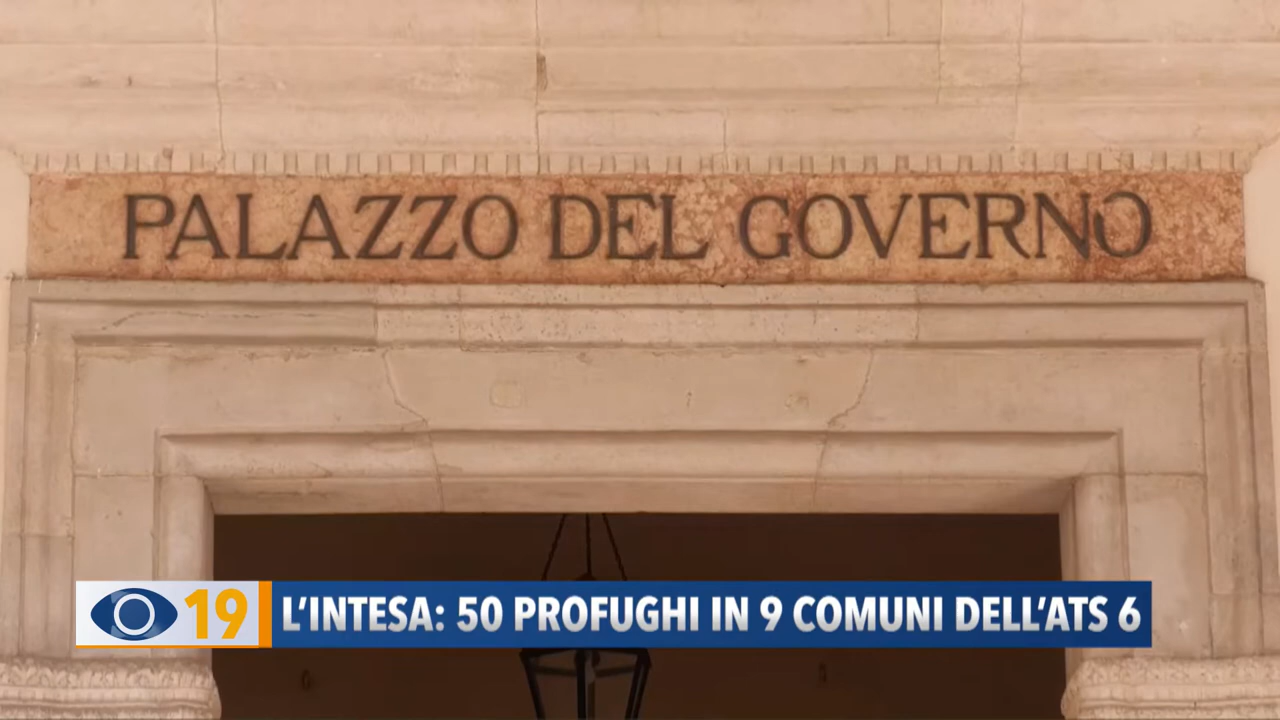 PALAZZO DEL GOVERNO
19 L'INTESA: 50 PROFUGHI IN 9 COMUNI DELL'ATS 6